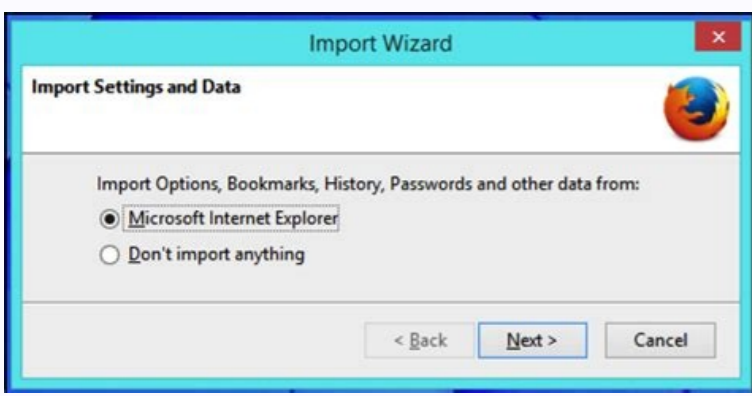 Import Wizard
Import Settings and Data
Import Options, Bookmarks, History, Passwords and other data from:
Microsoft Internet Explorer
Don't import anything
< Back Next > Cancel